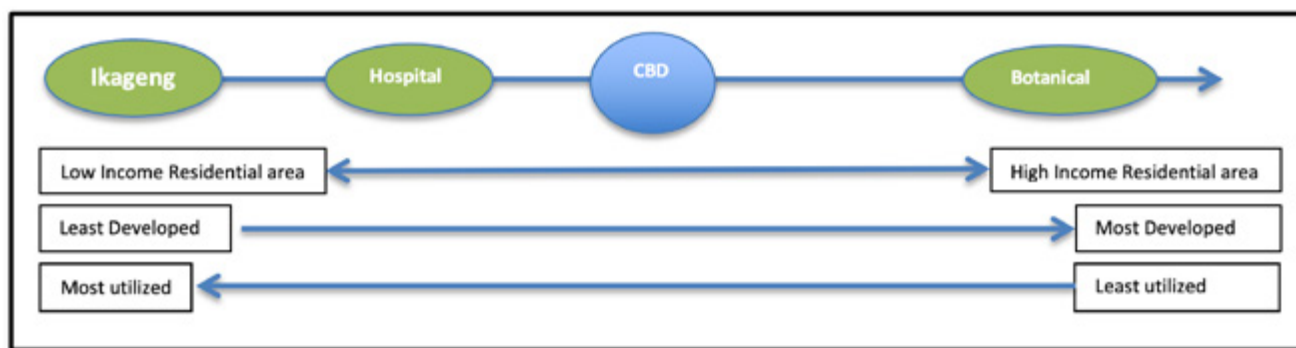 Ikageng
Hospital
CBD
Botanical
Low Income Residential area
High Income Residential area
Least Developed
Most Developed
Most utilized
Least utilized